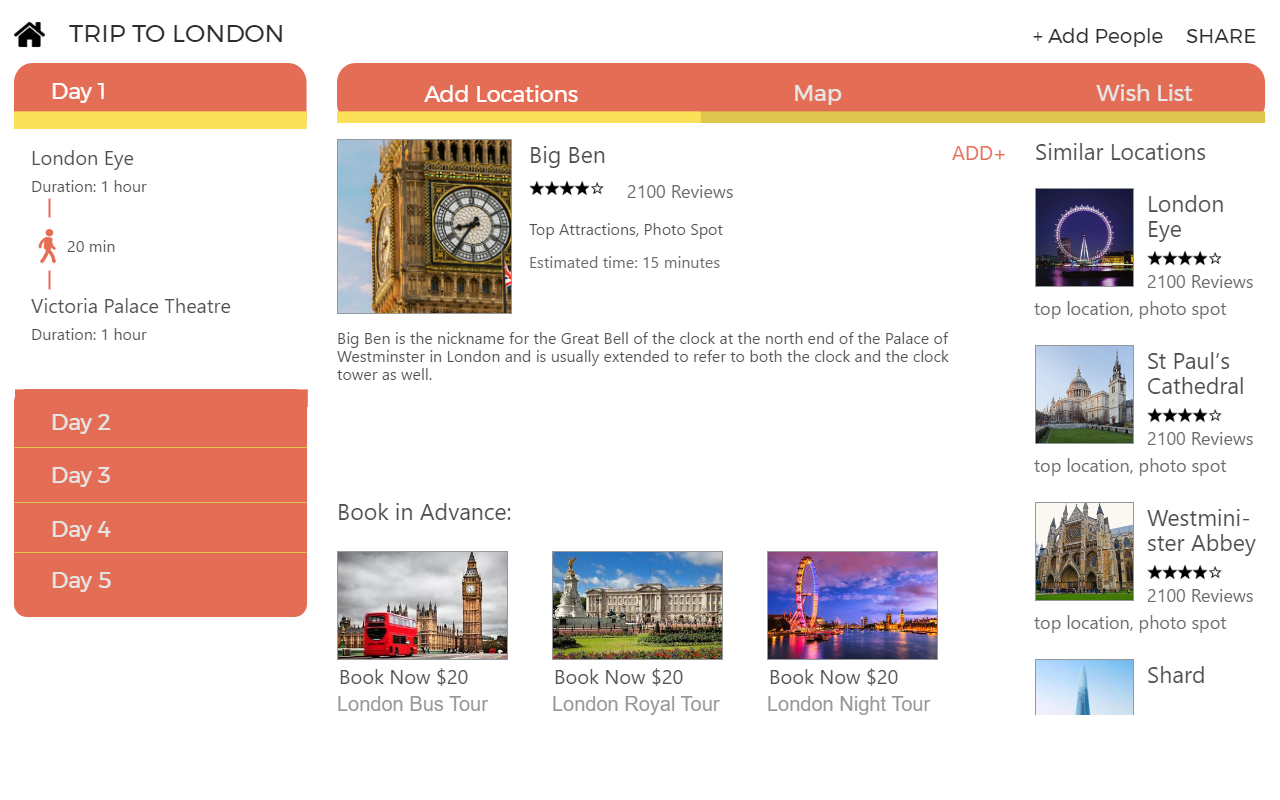 TRIP TO LONDON
+ Add People
SHARE
Day 1
London Eye
Duration: 1 hour
20 min
Victoria Palace Theatre
Duration: 1 hour
Day 2
Day 3
Day 4
Day 5
Add Locations
Map
Wish List
Big Ben
ADD+
2100 Reviews
Top Attractions, Photo Spot
Estimated time: 15 minutes
Big Ben is the nickname for the Great Bell of the clock at the north end of the Palace of
Westminster in London and is usually extended to refer to both the clock and the clock
tower as well.
Book in Advance:
Book Now $20
London Bus Tour
Book Now $20
London Royal Tour
Book Now $20
London Night Tour
Similar Locations
London
Eye
2100 Reviews
top location, photo spot
St Paul's
Cathedral
2100 Reviews
top location, photo spot
Westmini-
ster Abbey
2100 Reviews
top location, photo spot
Shard